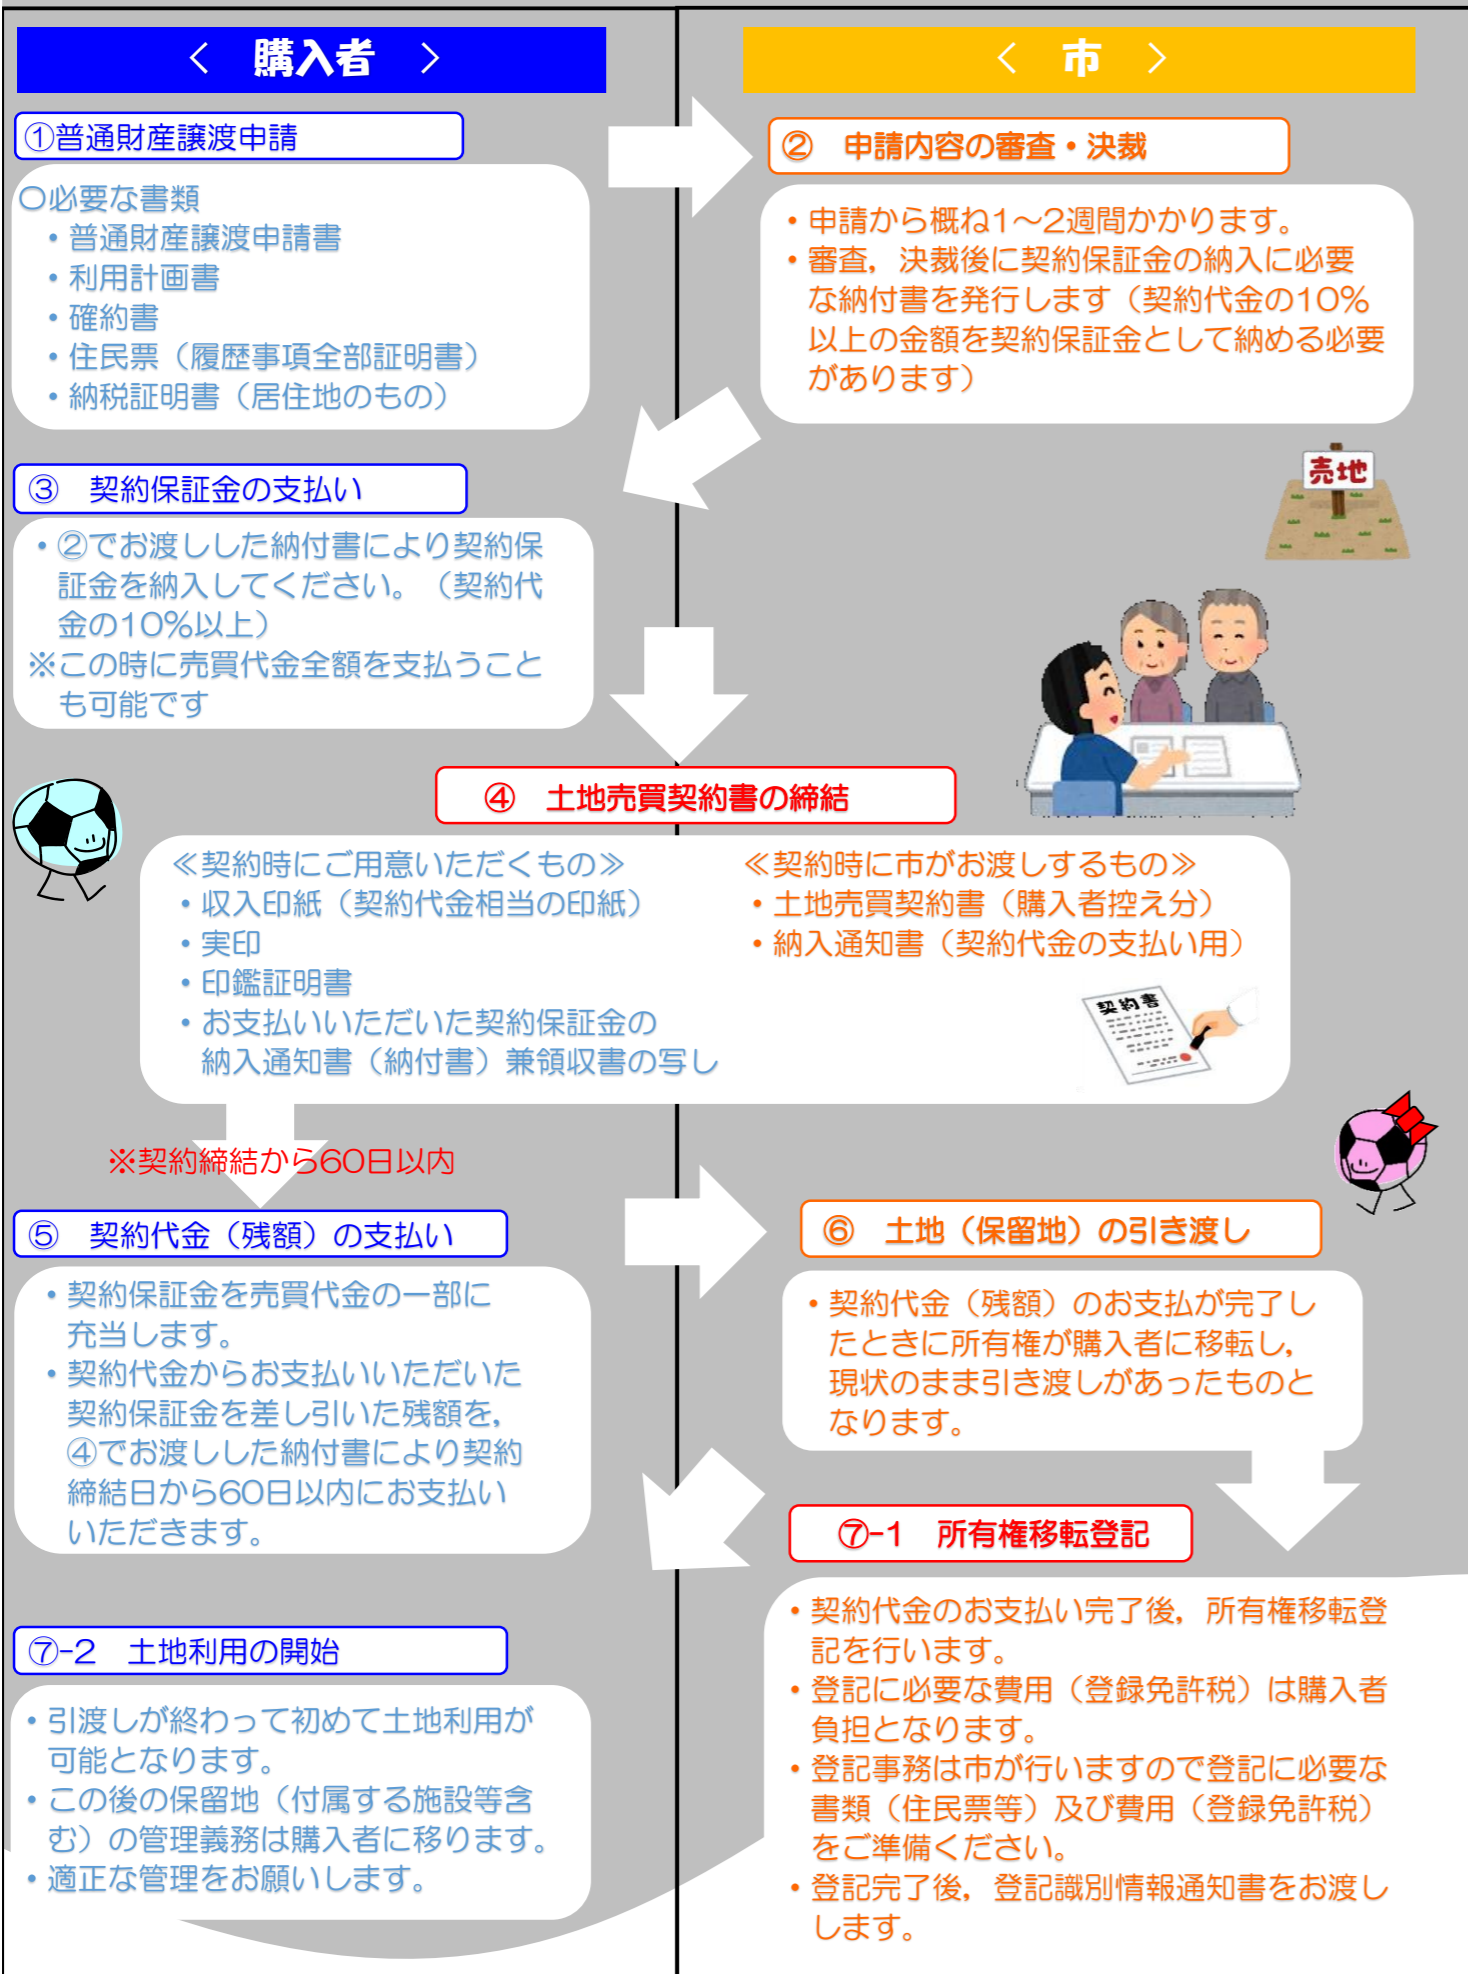 ＜ 購入者 ＞
＜ 市 ＞
①普通財産譲渡申請
〇必要な書類
・普通財産譲渡申請書
・利用計画書
・確約書
・住民票（履歴事項全部証明書）
・納税証明書（居住地のもの）
② 申請内容の審査・決裁
・申請から概ね1～2週間かかります。
・審査，決裁後に契約保証金の納入に必要
な納付書を発行します（契約代金の10％
以上の金額を契約保証金として納める必要
があります）
③ 契約保証金の支払い
・②でお渡しした納付書により契約保
証金を納入してください。（契約代
金の10％以上）
※この時に売買代金全額を支払うこと
も可能です
売地
④ 土地売買契約書の締結
≪契約時にご用意いただくもの≫
・収入印紙（契約代金相当の印紙）
・実印
・印鑑証明書
・お支払いいただいた契約保証金の
納入通知書（納付書）兼領収書の写し
≪契約時に市がお渡しするもの≫
・土地売買契約書（購入者控え分）
・納入通知書（契約代金の支払い用）
契約書
※契約締結から60日以内
⑤ 契約代金（残額）の支払い
・契約保証金を売買代金の一部に
充当します。
・契約代金からお支払いいただいた
契約保証金を差し引いた残額を，
④でお渡しした納付書により契約
締結日から60日以内にお支払い
いただきます。
⑥ 土地（保留地）の引き渡し
・契約代金（残額）のお支払が完了し
たときに所有権が購入者に移転し，
現状のまま引き渡しがあったものと
なります。
⑦-1 所有権移転登記
・契約代金のお支払い完了後，所有権移転登
記を行います。
・登記に必要な費用（登録免許税）は購入者
負担となります。
・登記事務は市が行いますので登記に必要な
書類（住民票等）及び費用（登録免許税）
をご準備ください。
・登記完了後，登記識別情報通知書をお渡し
します。
⑦-2 土地利用の開始
・引渡しが終わって初めて土地利用が
可能となります。
・この後の保留地（付属する施設等含
む）の管理義務は購入者に移ります。
・適正な管理をお願いします。